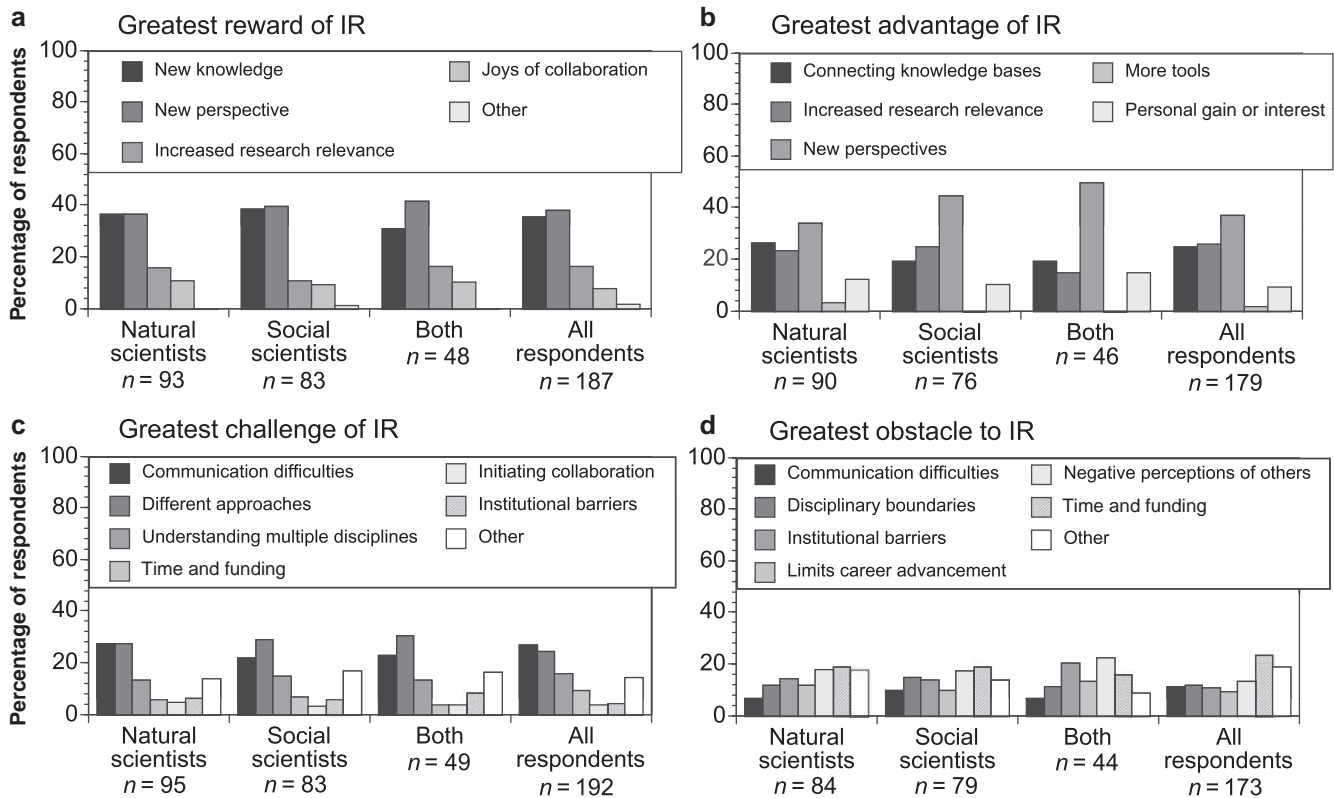 a
Greatest reward of IR
Percentage of respondents
100
80
60
40
20
0
New knowledge
New perspective
Increased research relevance
Joys of collaboration
Other
Natural
scientists
n = 93
Social
scientists
n = 83
Both
n = 48
All
respondents
n = 187
b
Greatest advantage of IR
100
80
60
40
20
0
Connecting knowledge bases
Increased research relevance
New perspectives
More tools
Personal gain or interest
Natural
scientists
n = 90
Social
scientists
n = 76
Both
n = 46
All
respondents
n = 179
c
Greatest challenge of IR
Percentage of respondents
100
80
60
40
20
0
Communication difficulties
Different approaches
Understanding multiple disciplines
Time and funding
Initiating collaboration
Institutional barriers
Other
Natural
scientists
n = 95
Social
scientists
n = 83
Both
n = 49
All
respondents
n = 192
d
Greatest obstacle to IR
100
80
60
40
20
0
Communication difficulties
Disciplinary boundaries
Institutional barriers
Limits career advancement
Negative perceptions of others
Time and funding
Other
Natural
scientists
n = 84
Social
scientists
n = 79
Both
n = 44
All
respondents
n = 173